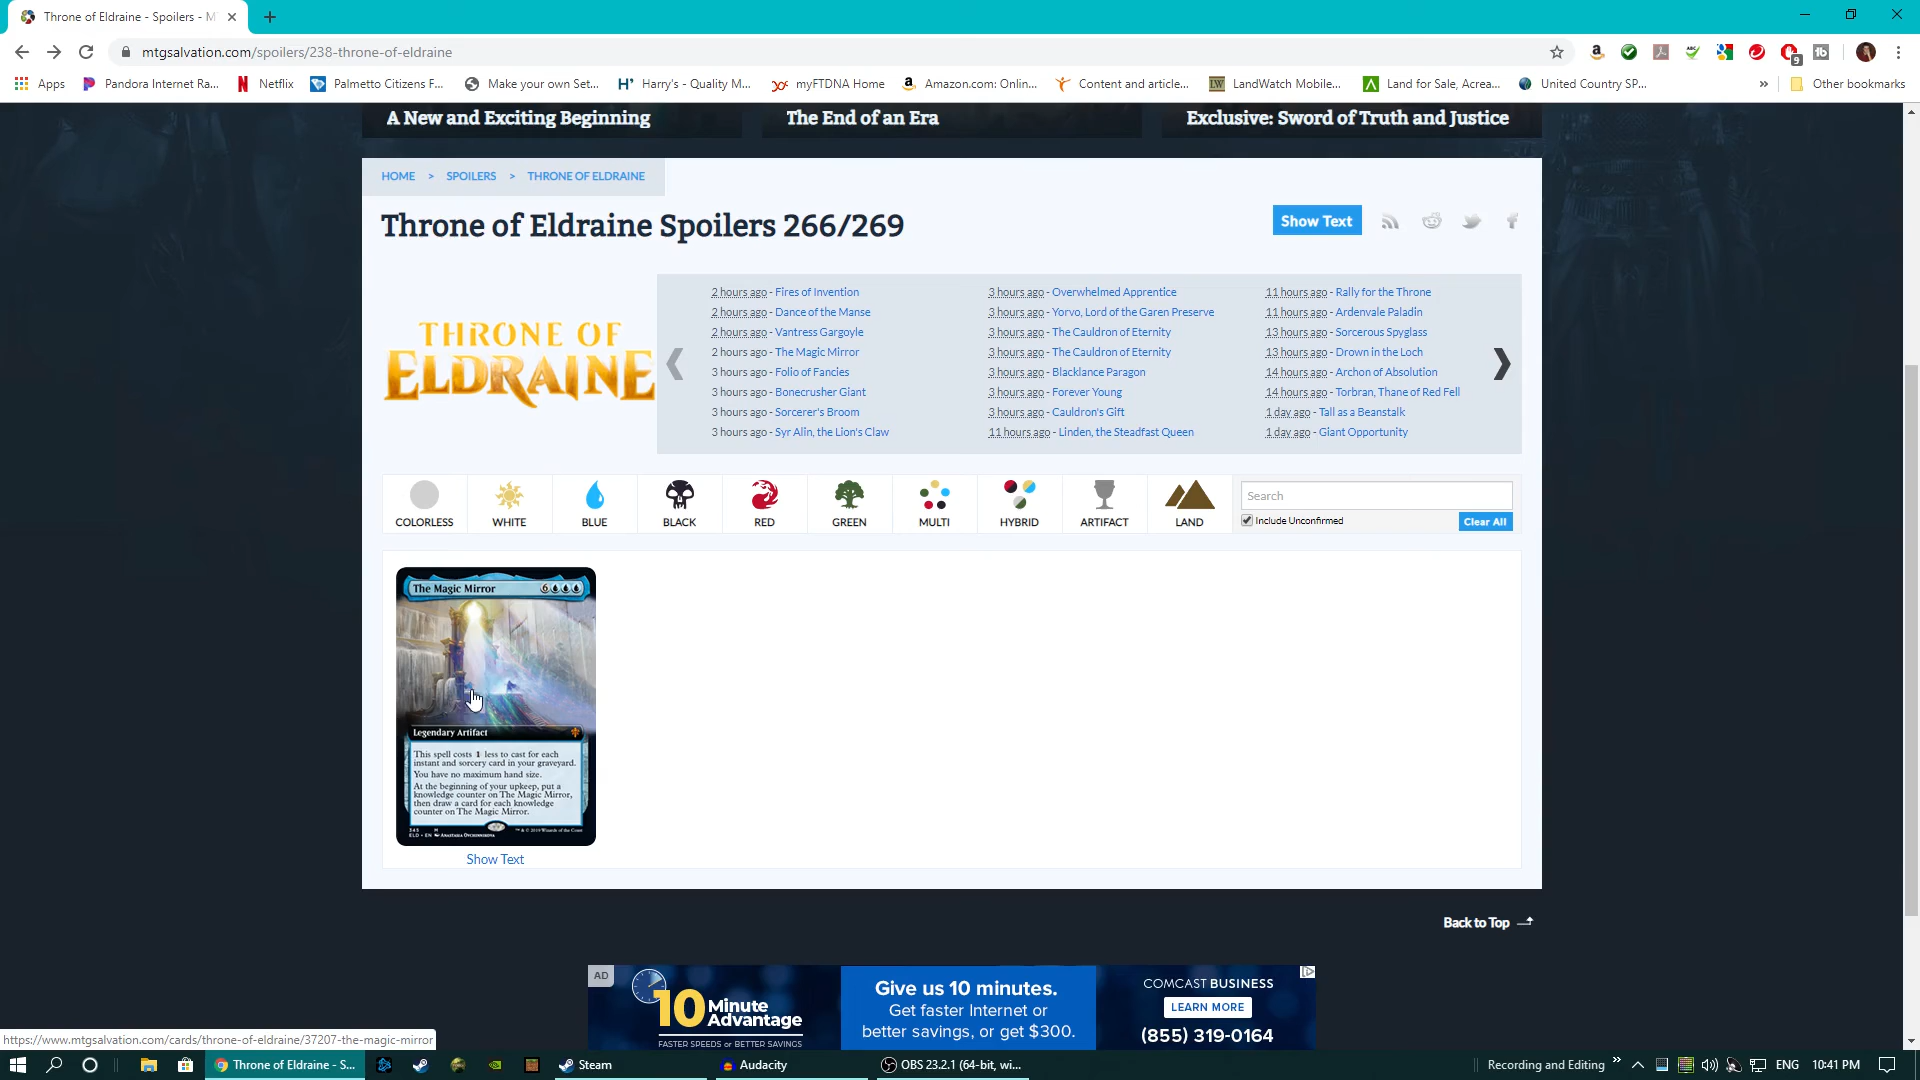 Throne of Eldraine - Spoilers - M
mtgsalvation.com/spoilers/238-throne-of-eldraine
9
Apps
Pandora Internet Ra...
Netflix
Palmetto Citizens F...
Make your own Set...
Harry's - Quality M...
myFTDNA Home
Amazon.com: Onlin...
Content and article...
LandWatch Mobile...
Land for Sale, Acrea...
United Country SP...
»
Other bookmarks
A New and Exciting Beginning
The End of an Era
Exclusive: Sword of Truth and Justice
HOME > SPOILERS > THRONE OF ELDRAINE
Throne of Eldraine Spoilers 266/269
Show Text
THRONE OF
ELDRAINE
2 hours ago - Fires of Invention
2 hours ago - Dance of the Manse
2 hours ago - Vantress Gargoyle
2 hours ago - The Magic Mirror
3 hours ago - Folio of Fancies
3 hours ago - Bonecrusher Giant
3 hours ago - Sorcerer's Broom
3 hours ago - Syr Alin, the Lion's Claw
3 hours ago - Overwhelmed Apprentice
3 hours ago - Yorvo, Lord of the Garen Preserve
3 hours ago - The Cauldron of Eternity
3 hours ago - The Cauldron of Eternity
3 hours ago - Blacklance Paragon
3 hours ago - Forever Young
3 hours ago - Cauldron's Gift
11 hours ago - Linden, the Steadfast Queen
11 hours ago - Rally for the Throne
11 hours ago - Ardenvale Paladin
13 hours ago - Sorcerous Spyglass
13 hours ago - Drown in the Loch
14 hours ago - Archon of Absolution
14 hours ago - Torbran, Thane of Red Fell
1 day ago - Tall as a Beanstalk
1 day ago - Giant Opportunity
COLORLESS
WHITE
BLUE
BLACK
RED
GREEN
MULTI
HYBRID
ARTIFACT
LAND
Search
Include Unconfirmed
Clear All
The Magic Mirror 6
Legendary Artifact
This spell costs 1 less to cast for each
instant and sorcery card in your graveyard.
You have no maximum hand size.
At the beginning of your upkeep, put a
knowledge counter on The Magic Mirror,
then draw a card for each knowledge
counter on The Magic Mirror.
345 M
ELD • EN
™ & © 2019 Wizards of the Coast
Show Text
Back to Top
AD
10 Minute
Advantage
FASTER SPEEDS or BETTER SAVINGS
Give us 10 minutes.
Get faster Internet or
better savings, or get $300.
COMCAST BUSINESS
LEARN MORE
(855) 319-0164
https://www.mtgsalvation.com/cards/throne-of-eldraine/37207-the-magic-mirror
Throne of Eldraine - S...
Steam
Audacity
OBS 23.2.1 (64-bit, wi...
Recording and Editing
»
ENG
10:41 PM